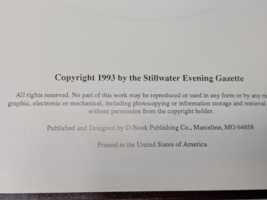 Copyright 1993 by the Stillwater Evening Gazette
All rights reserved. No part of this work may be reproduced or used in any form or by any m
graphic, electronic or mechanical, including photocopying or information storage and retrieval
without permission from the copyright holder.
Published and Designed by D-Book Publishing Co., Marceline, MO 64658
Printed in the United States of America